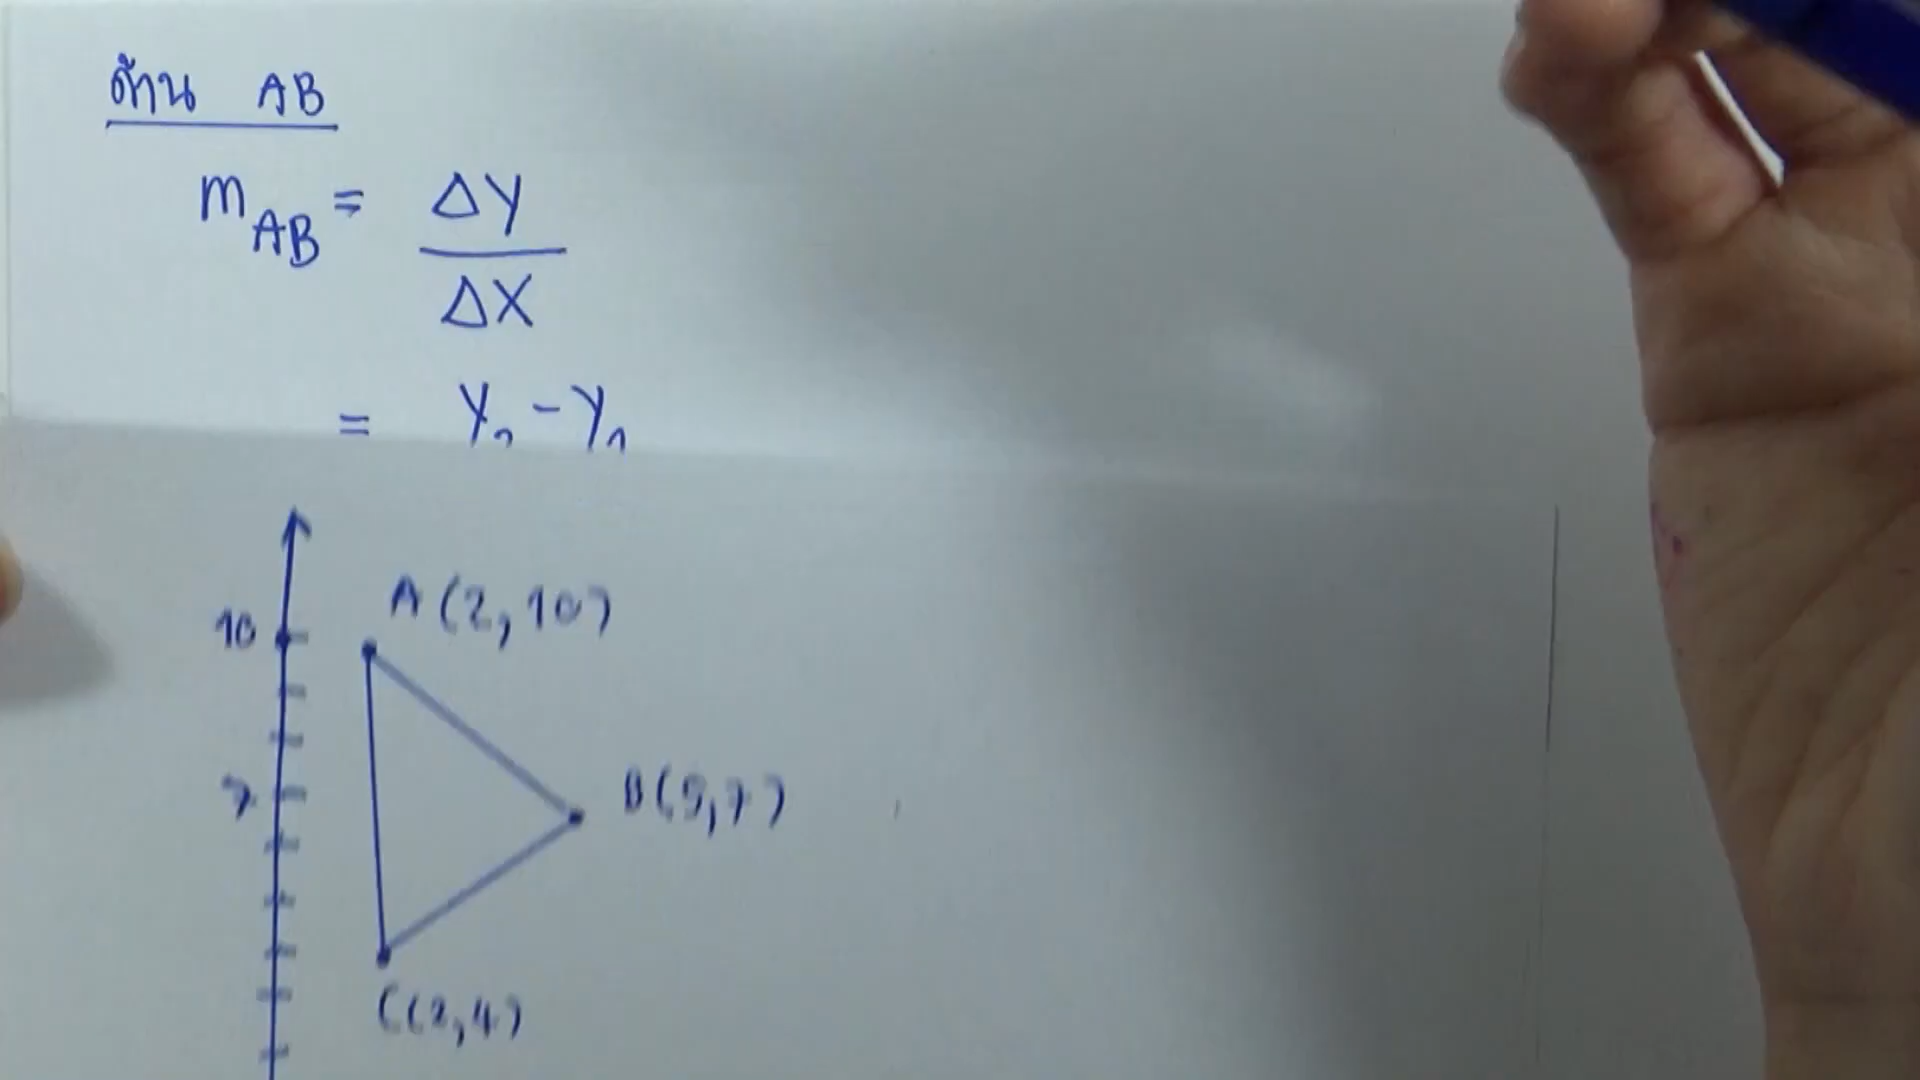 ด้าน AB
m_AB = ΔY
ΔX
= Y₂ - Y₁
A(2,10)
10
7
B(5,7)
C(2,4)